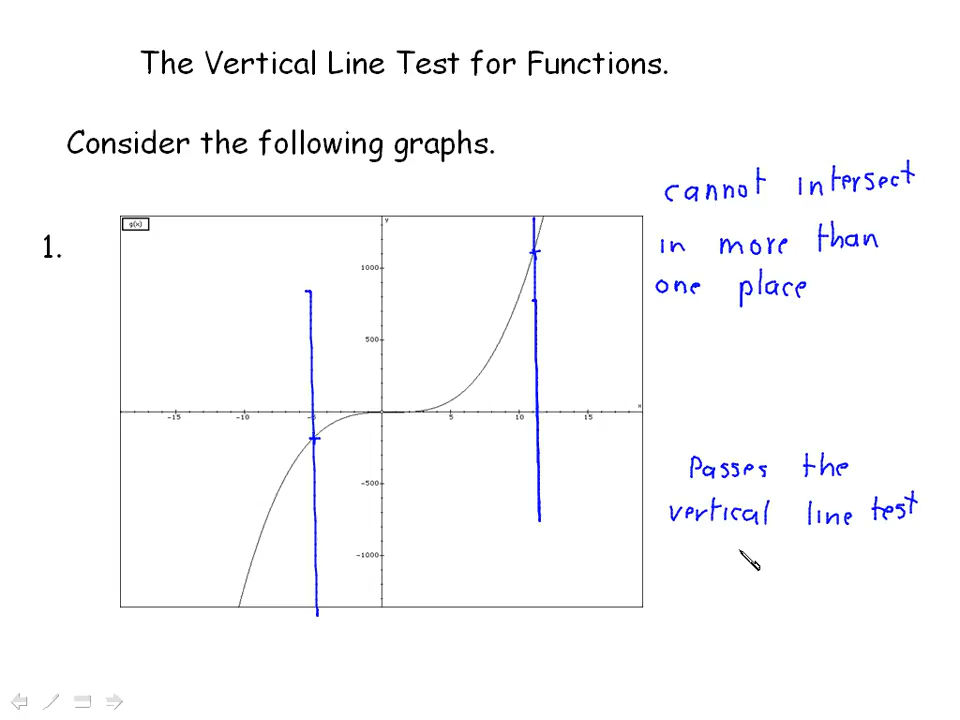 The Vertical Line Test for Functions.
Consider the following graphs.
cannot intersect
in more than
one place
1.
g(x)
y
1000
500
x
-15 -10 -5 5 10 15
-500
-1000
Passes the
vertical line test